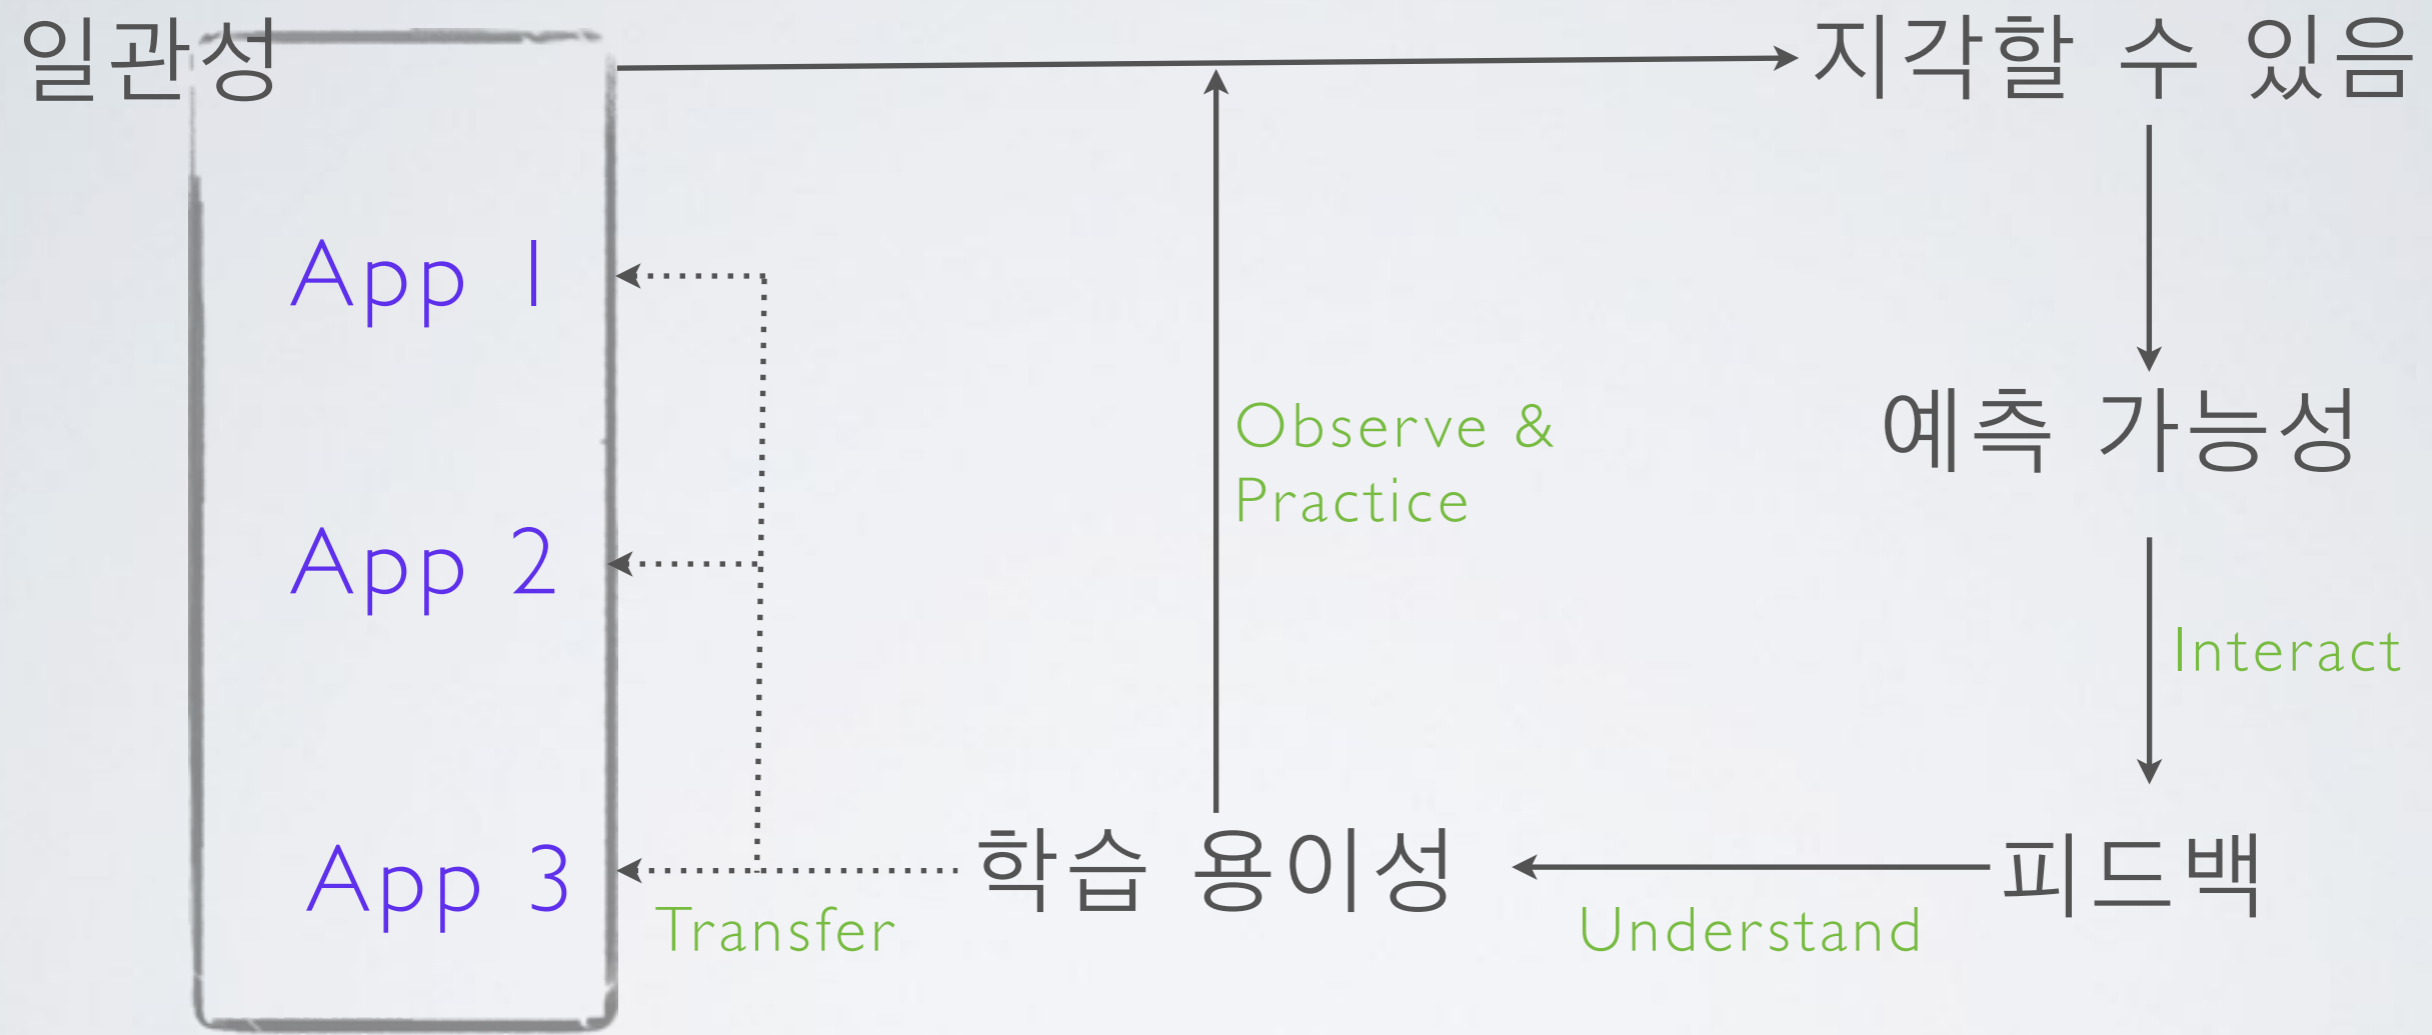 일관성
지각할 수 있음
App 1
Observe &
Practice
예측 가능성
App 2
Interact
App 3
학습 용이성
피드백
Transfer
Understand